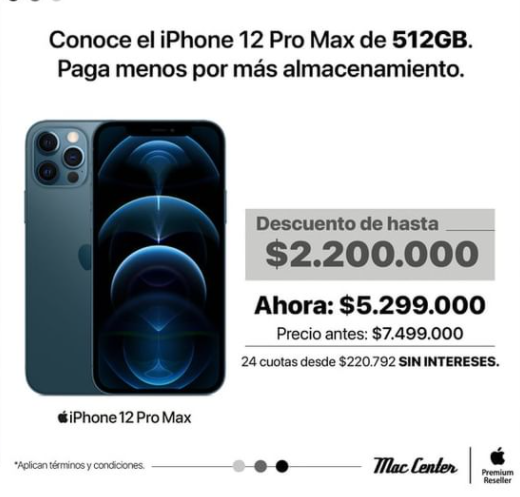 Conoce el iPhone 12 Pro Max de 512GB.
Paga menos por más almacenamiento.
Descuento de hasta
$2.200.000
Ahora: $5.299.000
Precio antes: $7.499.000
24 cuotas desde $220.792 SIN INTERESES.
iPhone 12 Pro Max
*Aplican términos y condiciones.
Mac Center
Premium
Reseller